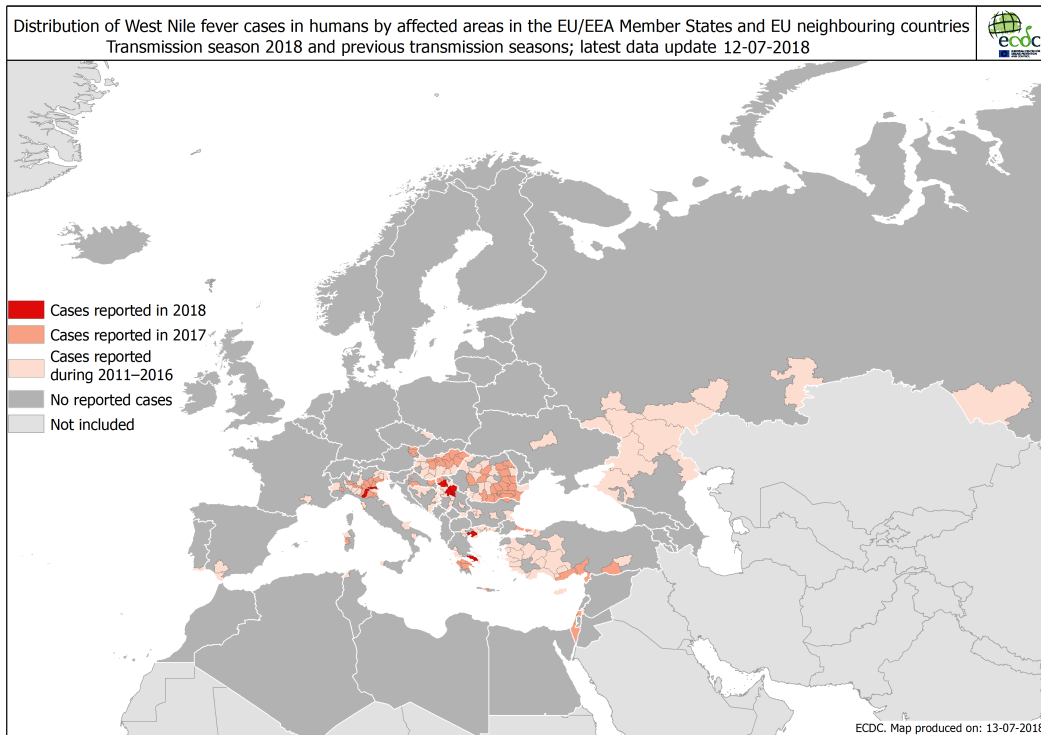 Distribution of West Nile fever cases in humans by affected areas in the EU/EEA Member States and EU neighbouring countries
Transmission season 2018 and previous transmission seasons; latest data update 12-07-2018
ecdc
Cases reported in 2018
Cases reported in 2017
Cases reported
during 2011–2016
No reported cases
Not included
ECDC. Map produced on: 13-07-2018